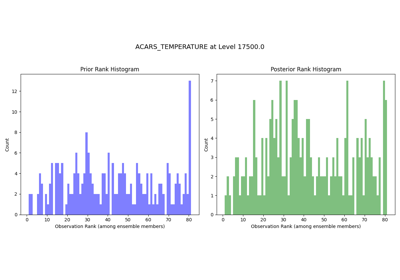 ACARS_TEMPERATURE at Level 17500.0
Prior Rank Histogram
Posterior Rank Histogram
12
10
8
6
4
2
0
Count
0 10 20 30 40 50 60 70 80
Observation Rank (among ensemble members)
7
6
5
4
3
2
1
0
Count
0 10 20 30 40 50 60 70 80
Observation Rank (among ensemble members)